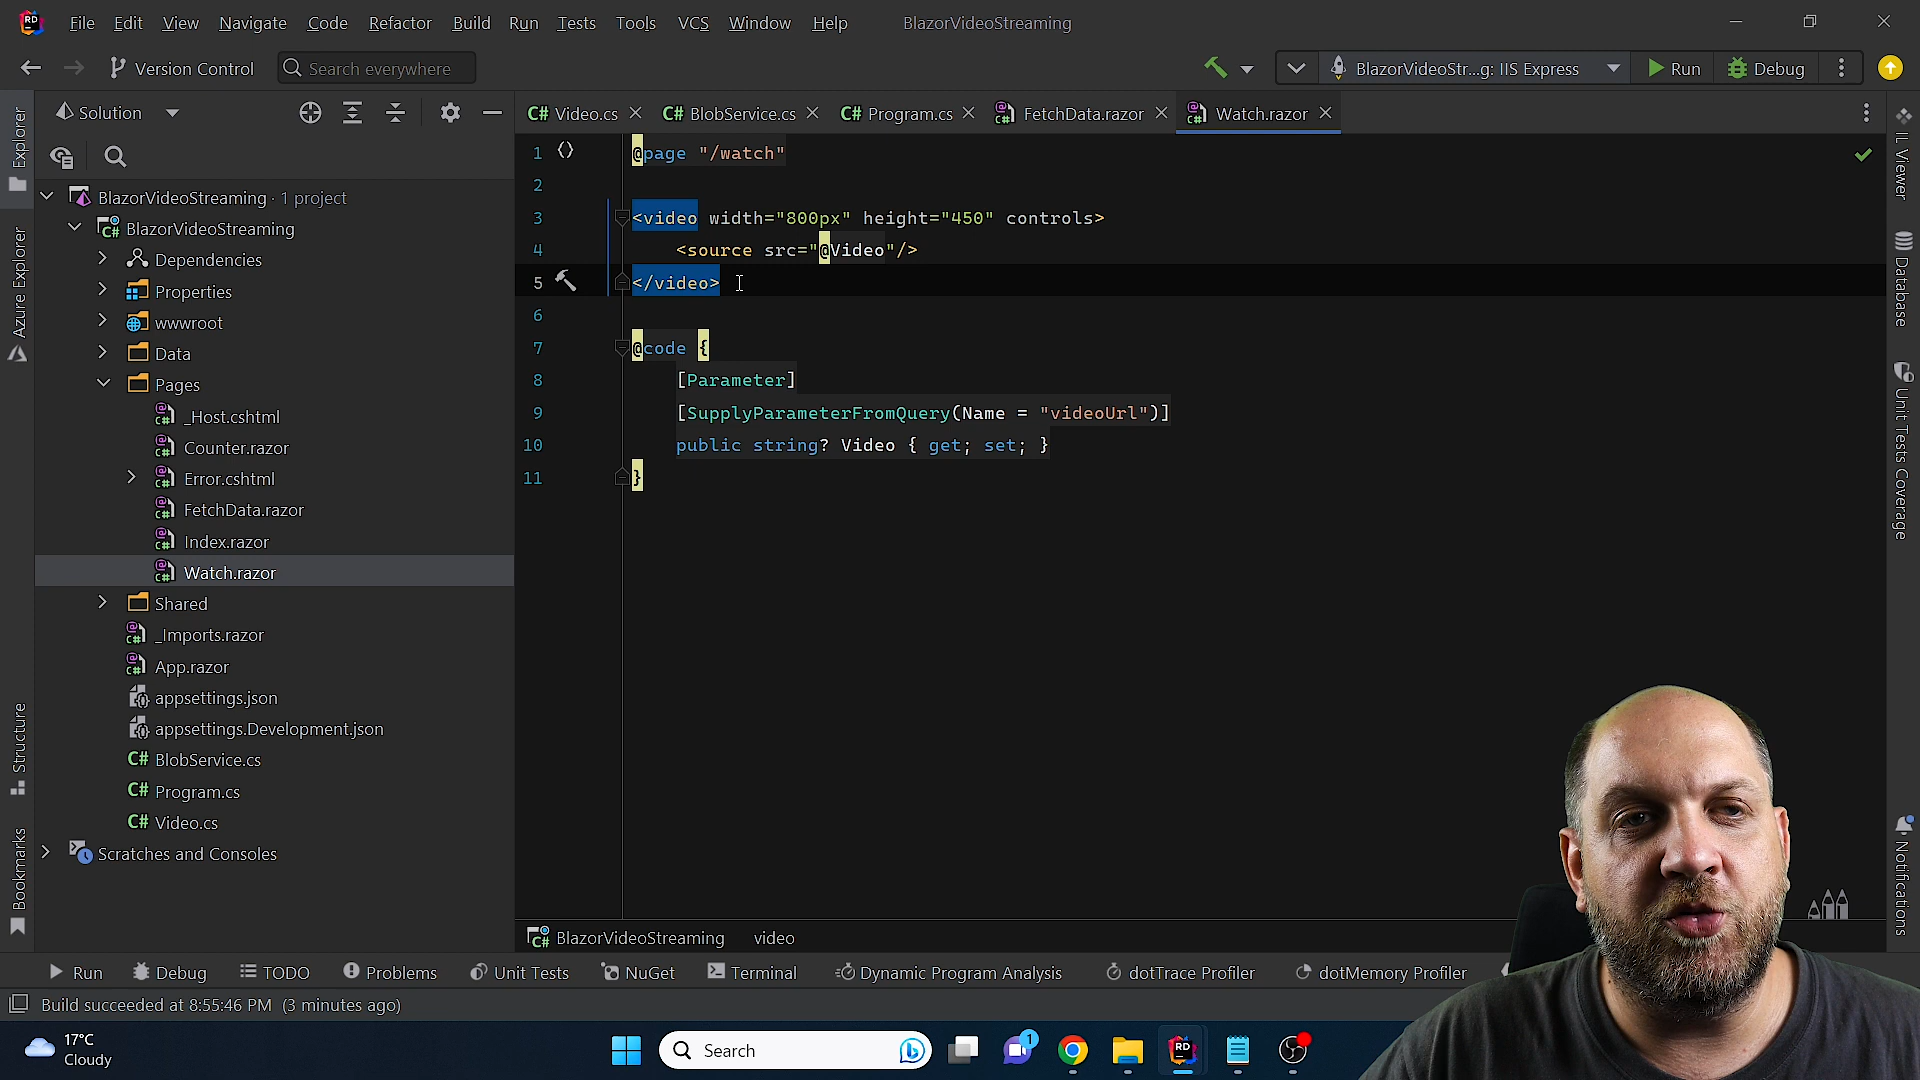 RD File Edit View Navigate Code Refactor Build Run Tests Tools VCS Window Help BlazorVideoStreaming
Version Control Search everywhere BlazorVideoStr...g: IIS Express Run Debug
Solution
C# Video.cs C# BlobService.cs C# Program.cs FetchData.razor Watch.razor
Explorer
Azure Explorer
Structure
Bookmarks
BlazorVideoStreaming · 1 project
BlazorVideoStreaming
Dependencies
Properties
wwwroot
Data
Pages
_Host.cshtml
Counter.razor
Error.cshtml
FetchData.razor
Index.razor
Watch.razor
Shared
_Imports.razor
App.razor
appsettings.json
appsettings.Development.json
C# BlobService.cs
C# Program.cs
C# Video.cs
Scratches and Consoles
1 @page "/watch"
2
3 <video width="800px" height="450" controls>
4 <source src="@Video"/>
5 </video>
6
7 @code {
8 [Parameter]
9 [SupplyParameterFromQuery(Name = "videoUrl")]
10 public string? Video { get; set; }
11 }
IL Viewer
Database
Unit Tests Coverage
Notifications
BlazorVideoStreaming video
Run Debug TODO Problems Unit Tests NuGet Terminal Dynamic Program Analysis dotTrace Profiler dotMemory Profiler
Build succeeded at 8:55:46 PM (3 minutes ago)
17°C
Cloudy
Search
1
RD